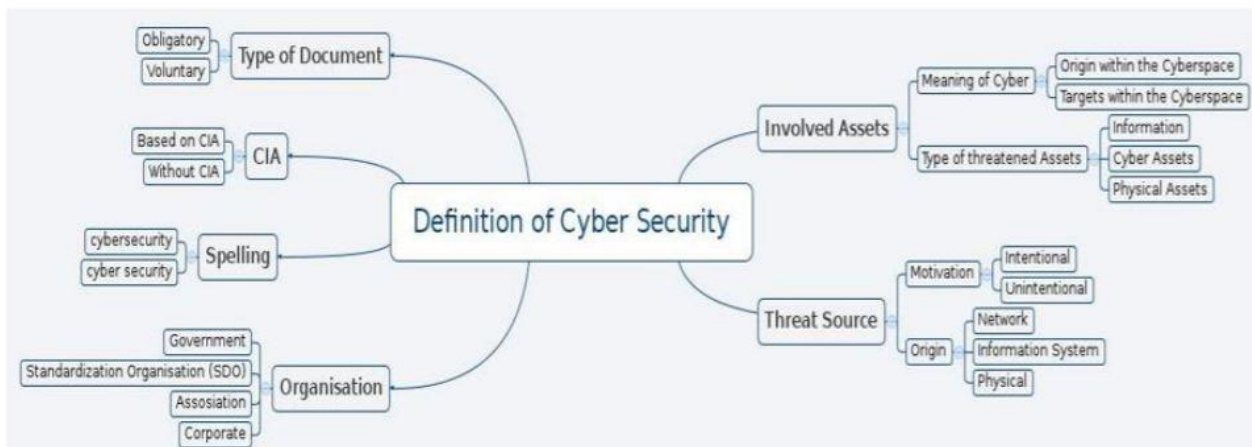 Obligatory
Voluntary
Type of Document
Based on CIA
Without CIA
CIA
cybersecurity
cyber security
Spelling
Government
Standardization Organisation (SDO)
Assosiation
Corporate
Organisation
Definition of Cyber Security
Involved Assets
Meaning of Cyber
Origin within the Cyberspace
Targets within the Cyberspace
Type of threatened Assets
Information
Cyber Assets
Physical Assets
Threat Source
Motivation
Intentional
Unintentional
Origin
Network
Information System
Physical